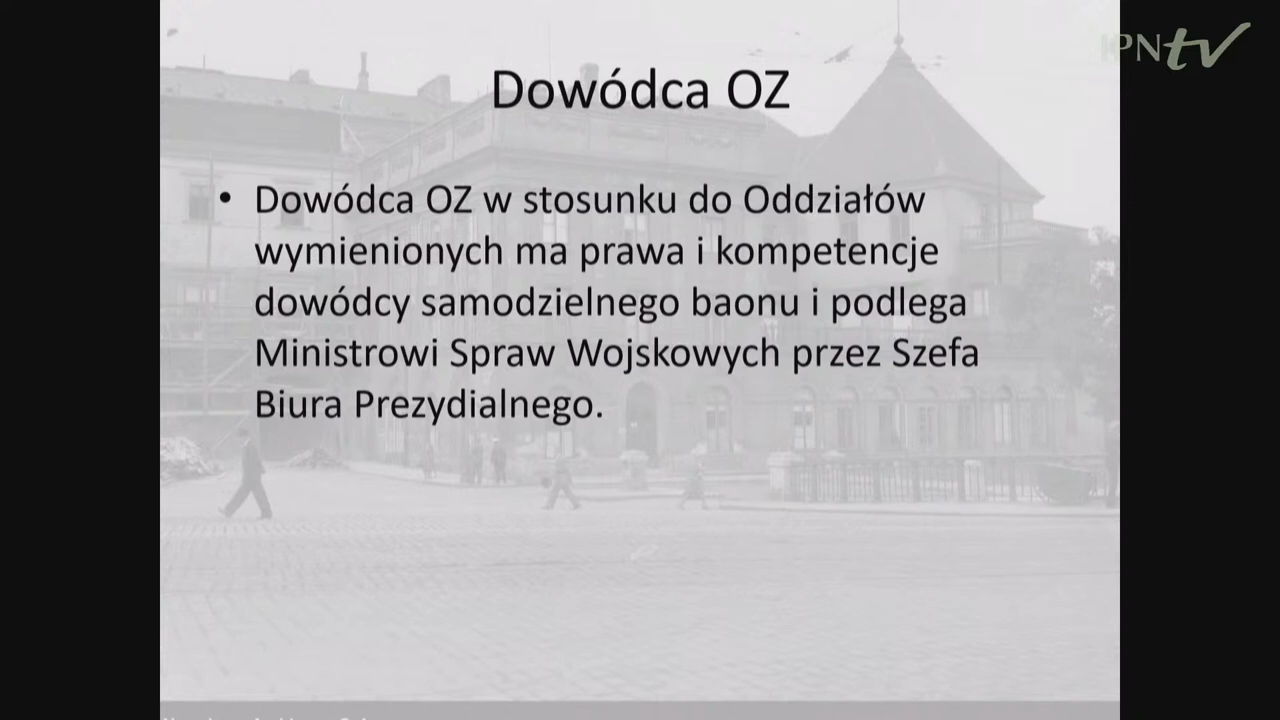 IPNtv
Dowódca OZ
• Dowódca OZ w stosunku do Oddziałów
wymienionych ma prawa i kompetencje
dowódcy samodzielnego baonu i podlega
Ministrowi Spraw Wojskowych przez Szefa
Biura Prezydialnego.